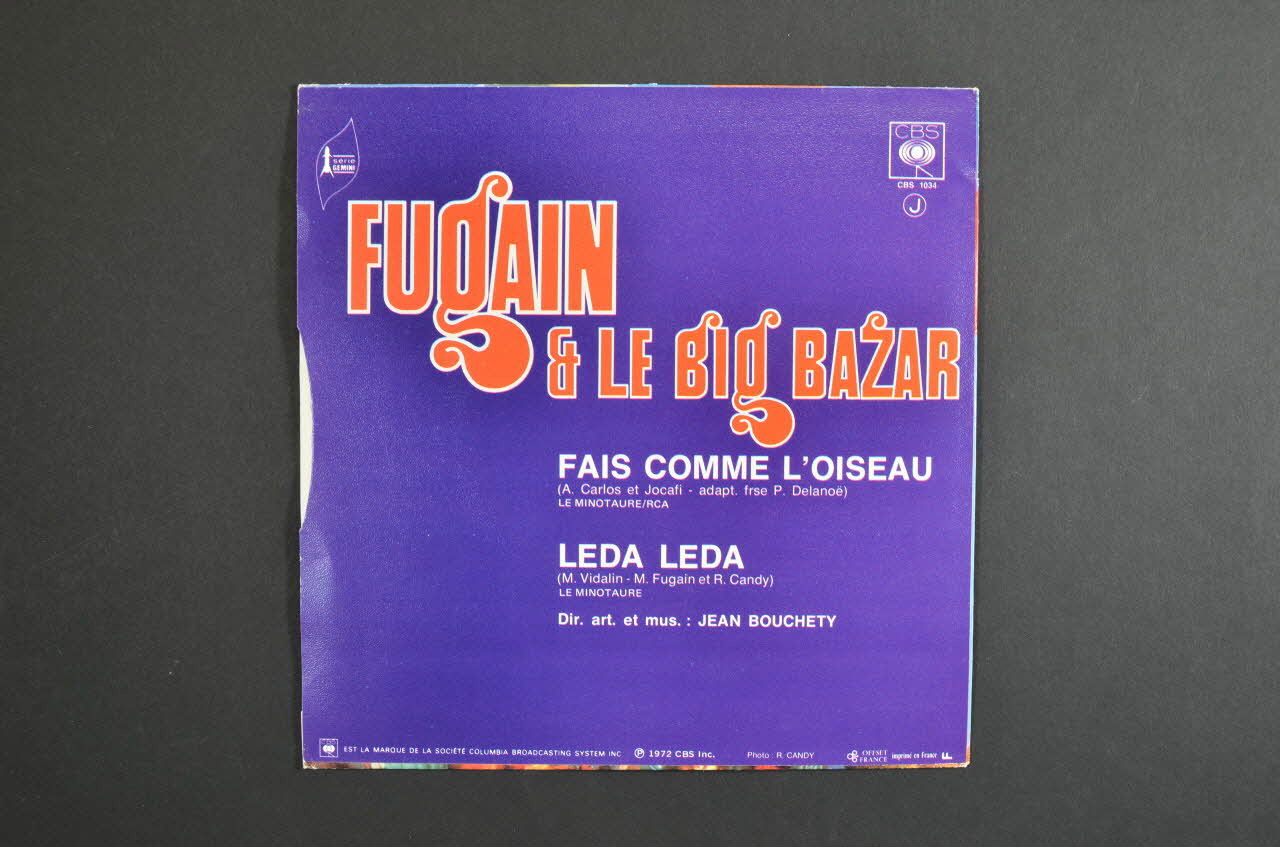 série
GEMINI
CBS
CBS 1034
J
FUgAIN
& LE BIg BAZAR
FAIS COMME L'OISEAU
(A. Carlos et Jocafi - adapt. frse P. Delanoë)
LE MINOTAURE/RCA
LEDA LEDA
(M. Vidalin - M. Fugain et R. Candy)
LE MINOTAURE
Dir. art. et mus. : JEAN BOUCHETY
EST LA MARQUE DE LA SOCIÉTÉ COLUMBIA BROADCASTING SYSTEM INC ℗ 1972 CBS Inc. Photo : R. CANDY OFFSET FRANCE imprimé en France